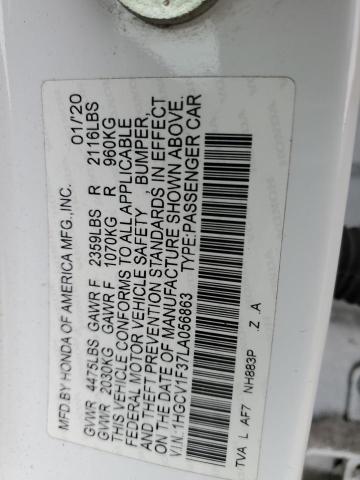 MFD BY HONDA OF AMERICA MFG.,INC. 01/'20
GVWR 4475LBS GAWR F 2359LBS R 2116LBS
GVWR 2030KG GAWR F 1070KG R 960KG
THIS VEHICLE CONFORMS TO ALL APPLICABLE
FEDERAL MOTOR VEHICLE SAFETY, BUMPER,
AND THEFT PREVENTION STANDARDS IN EFFECT
ON THE DATE OF MANUFACTURE SHOWN ABOVE.
V.I.N.:1HGCV1F37LA056863 TYPE:PASSENGER CAR
TVA L AF7 NH883P .Z .A